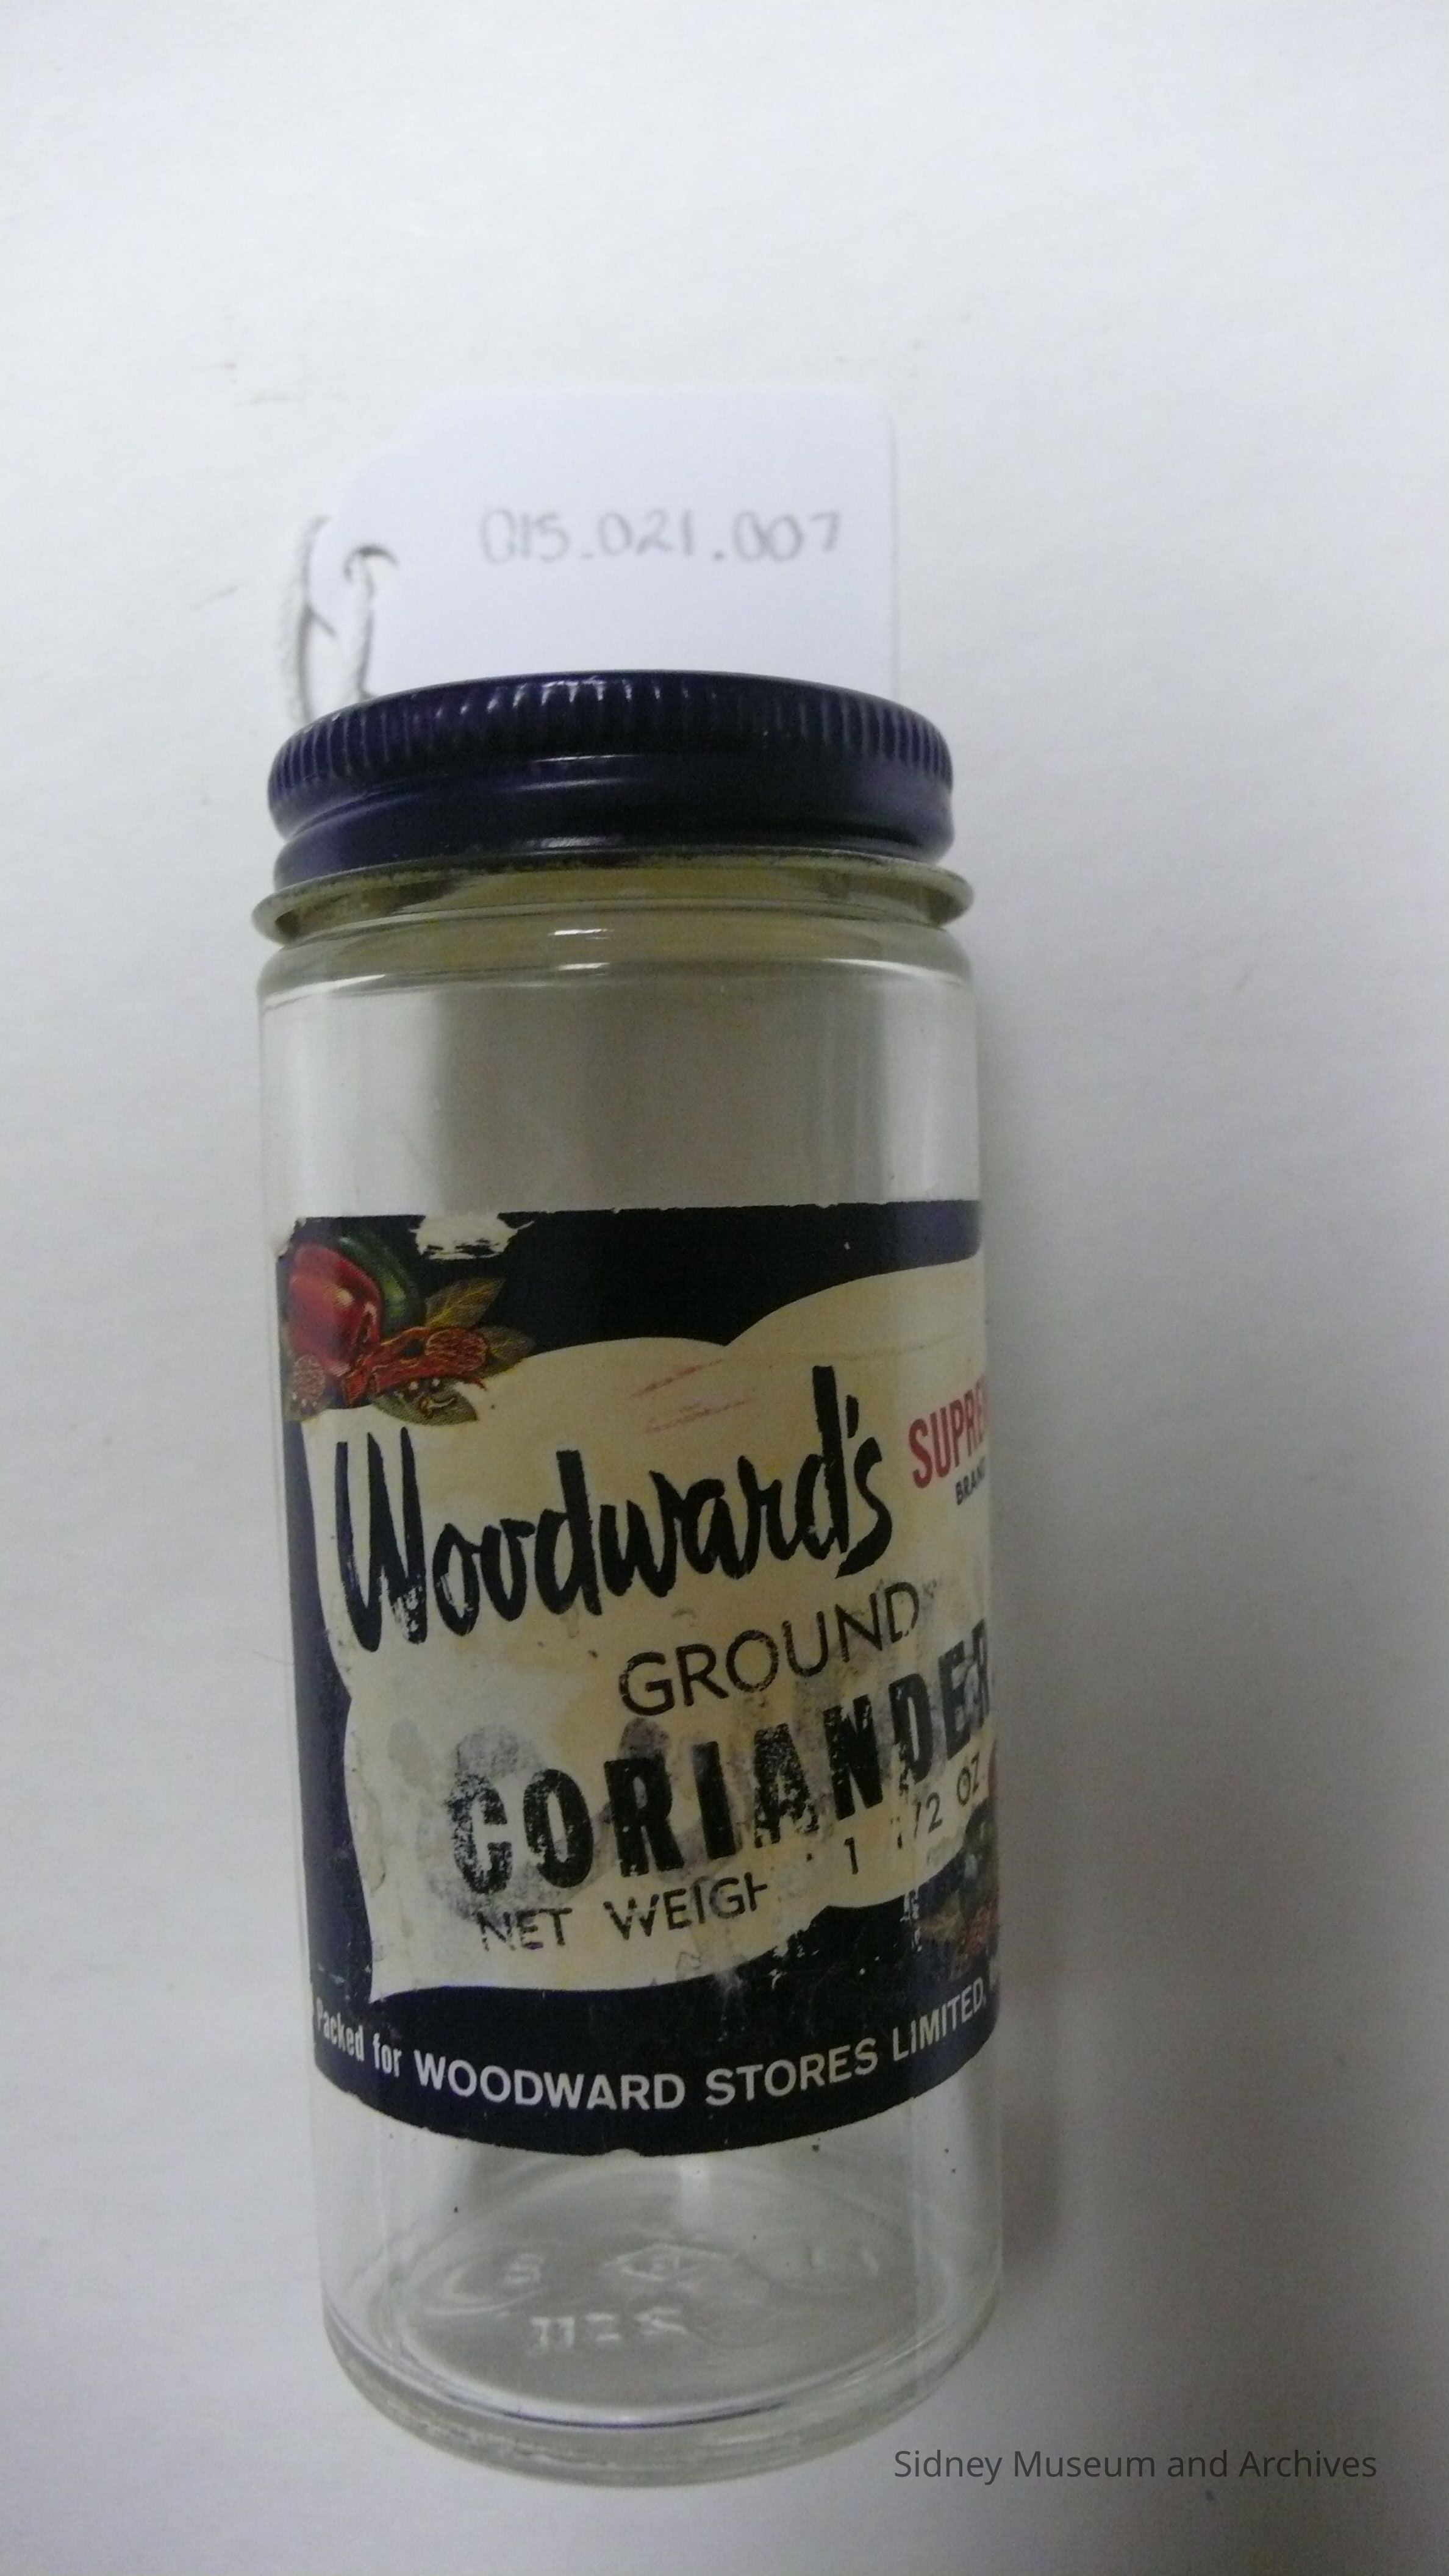 015.021.007
Woodward's
SUPRE
BRAN
GROUND
CORIANDER
NET WEIGH 1 1/2 OZ
Packed for WOODWARD STORES LIMITED,
Sidney Museum and Archives